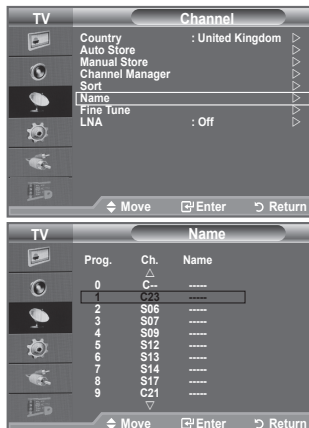 TV Channel
Country : United Kingdom ▷
Auto Store ▷
Manual Store ▷
Channel Manager ▷
Sort ▷
Name ▷
Fine Tune ▷
LNA : Off ▷
Move Enter Return
TV Name
Prog. Ch. Name
△
0 C-- -----
1 C23 -----
2 S06 -----
3 S07 -----
4 S09 -----
5 S12 -----
6 S13 -----
7 S14 -----
8 S17 -----
9 C21 -----
▽
Move Enter Return